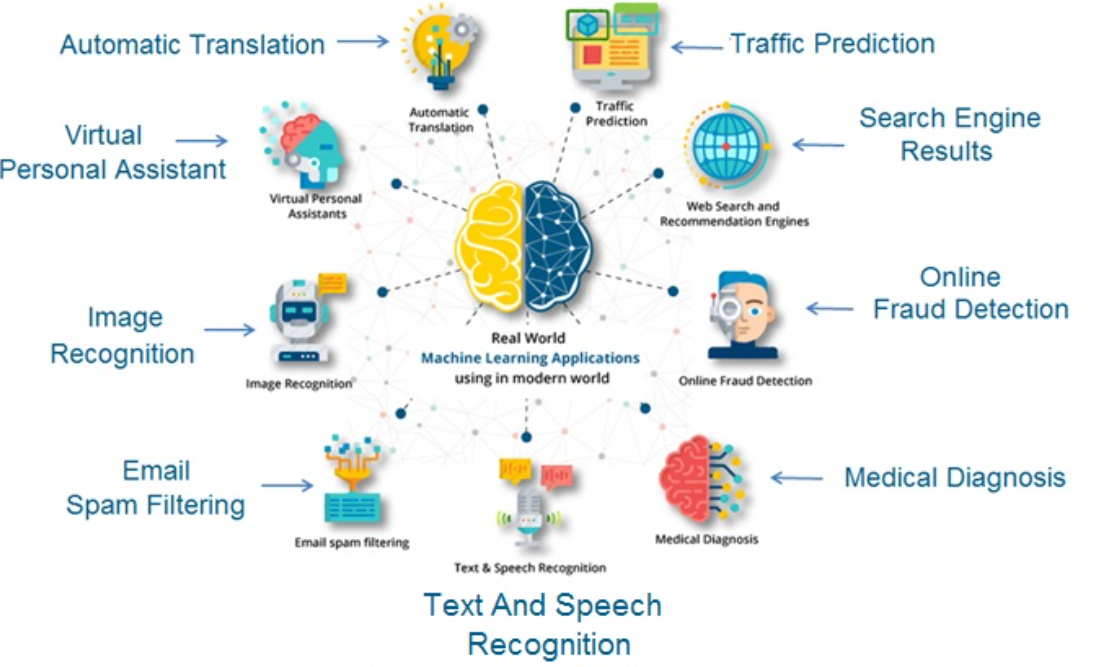 Automatic Translation
Traffic Prediction
Automatic
Translation
Traffic
Prediction
Virtual
Personal Assistant
Search Engine
Results
Virtual Personal
Assistants
Web Search and
Recommendation Engines
Image
Recognition
Online
Fraud Detection
Real World
Machine Learning Applications
using in modern world
Image Recognition
Online Fraud Detection
Email
Spam Filtering
Medical Diagnosis
Email spam filtering
Medical Diagnosis
Text & Speech Recognition
Text And Speech
Recognition